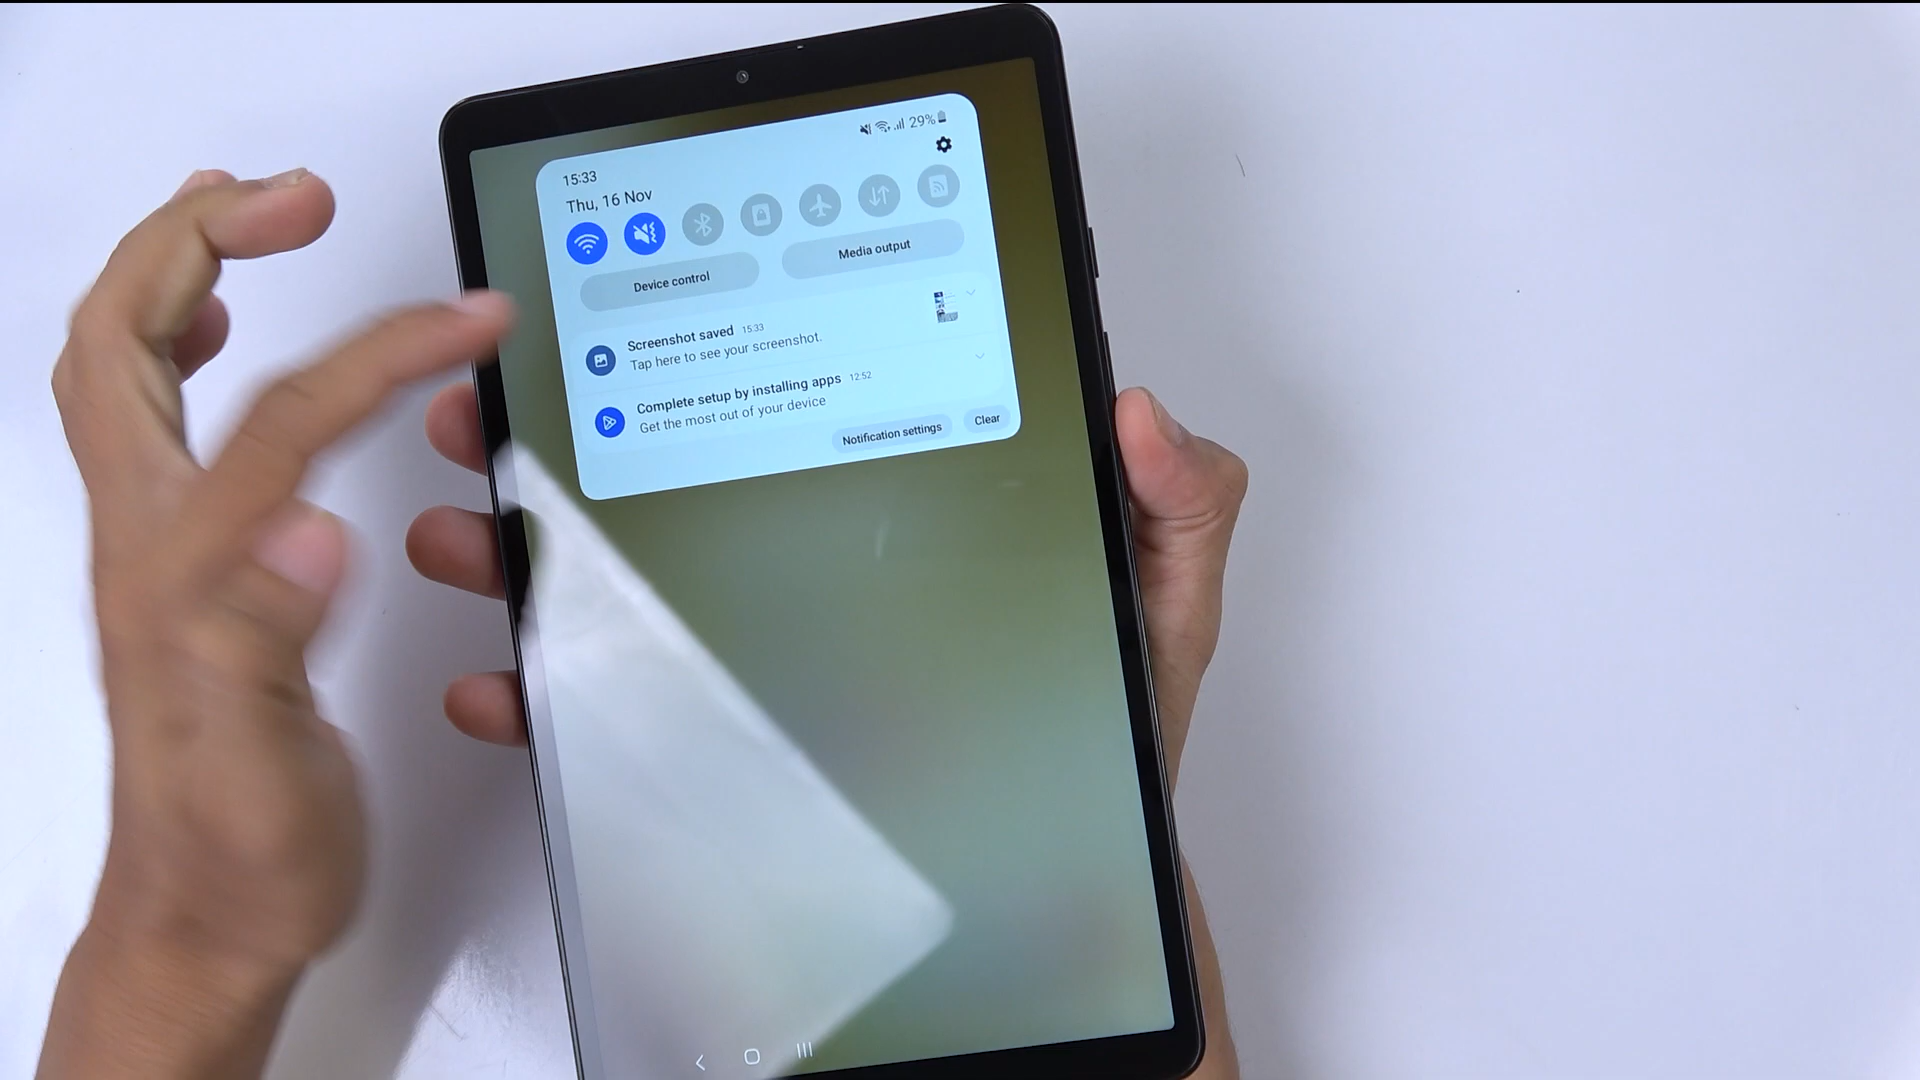 29%
15:33
Thu, 16 Nov
Device control
Media output
Screenshot saved 15:33
Tap here to see your screenshot.
Complete setup by installing apps 12:52
Get the most out of your device
Notification settings
Clear